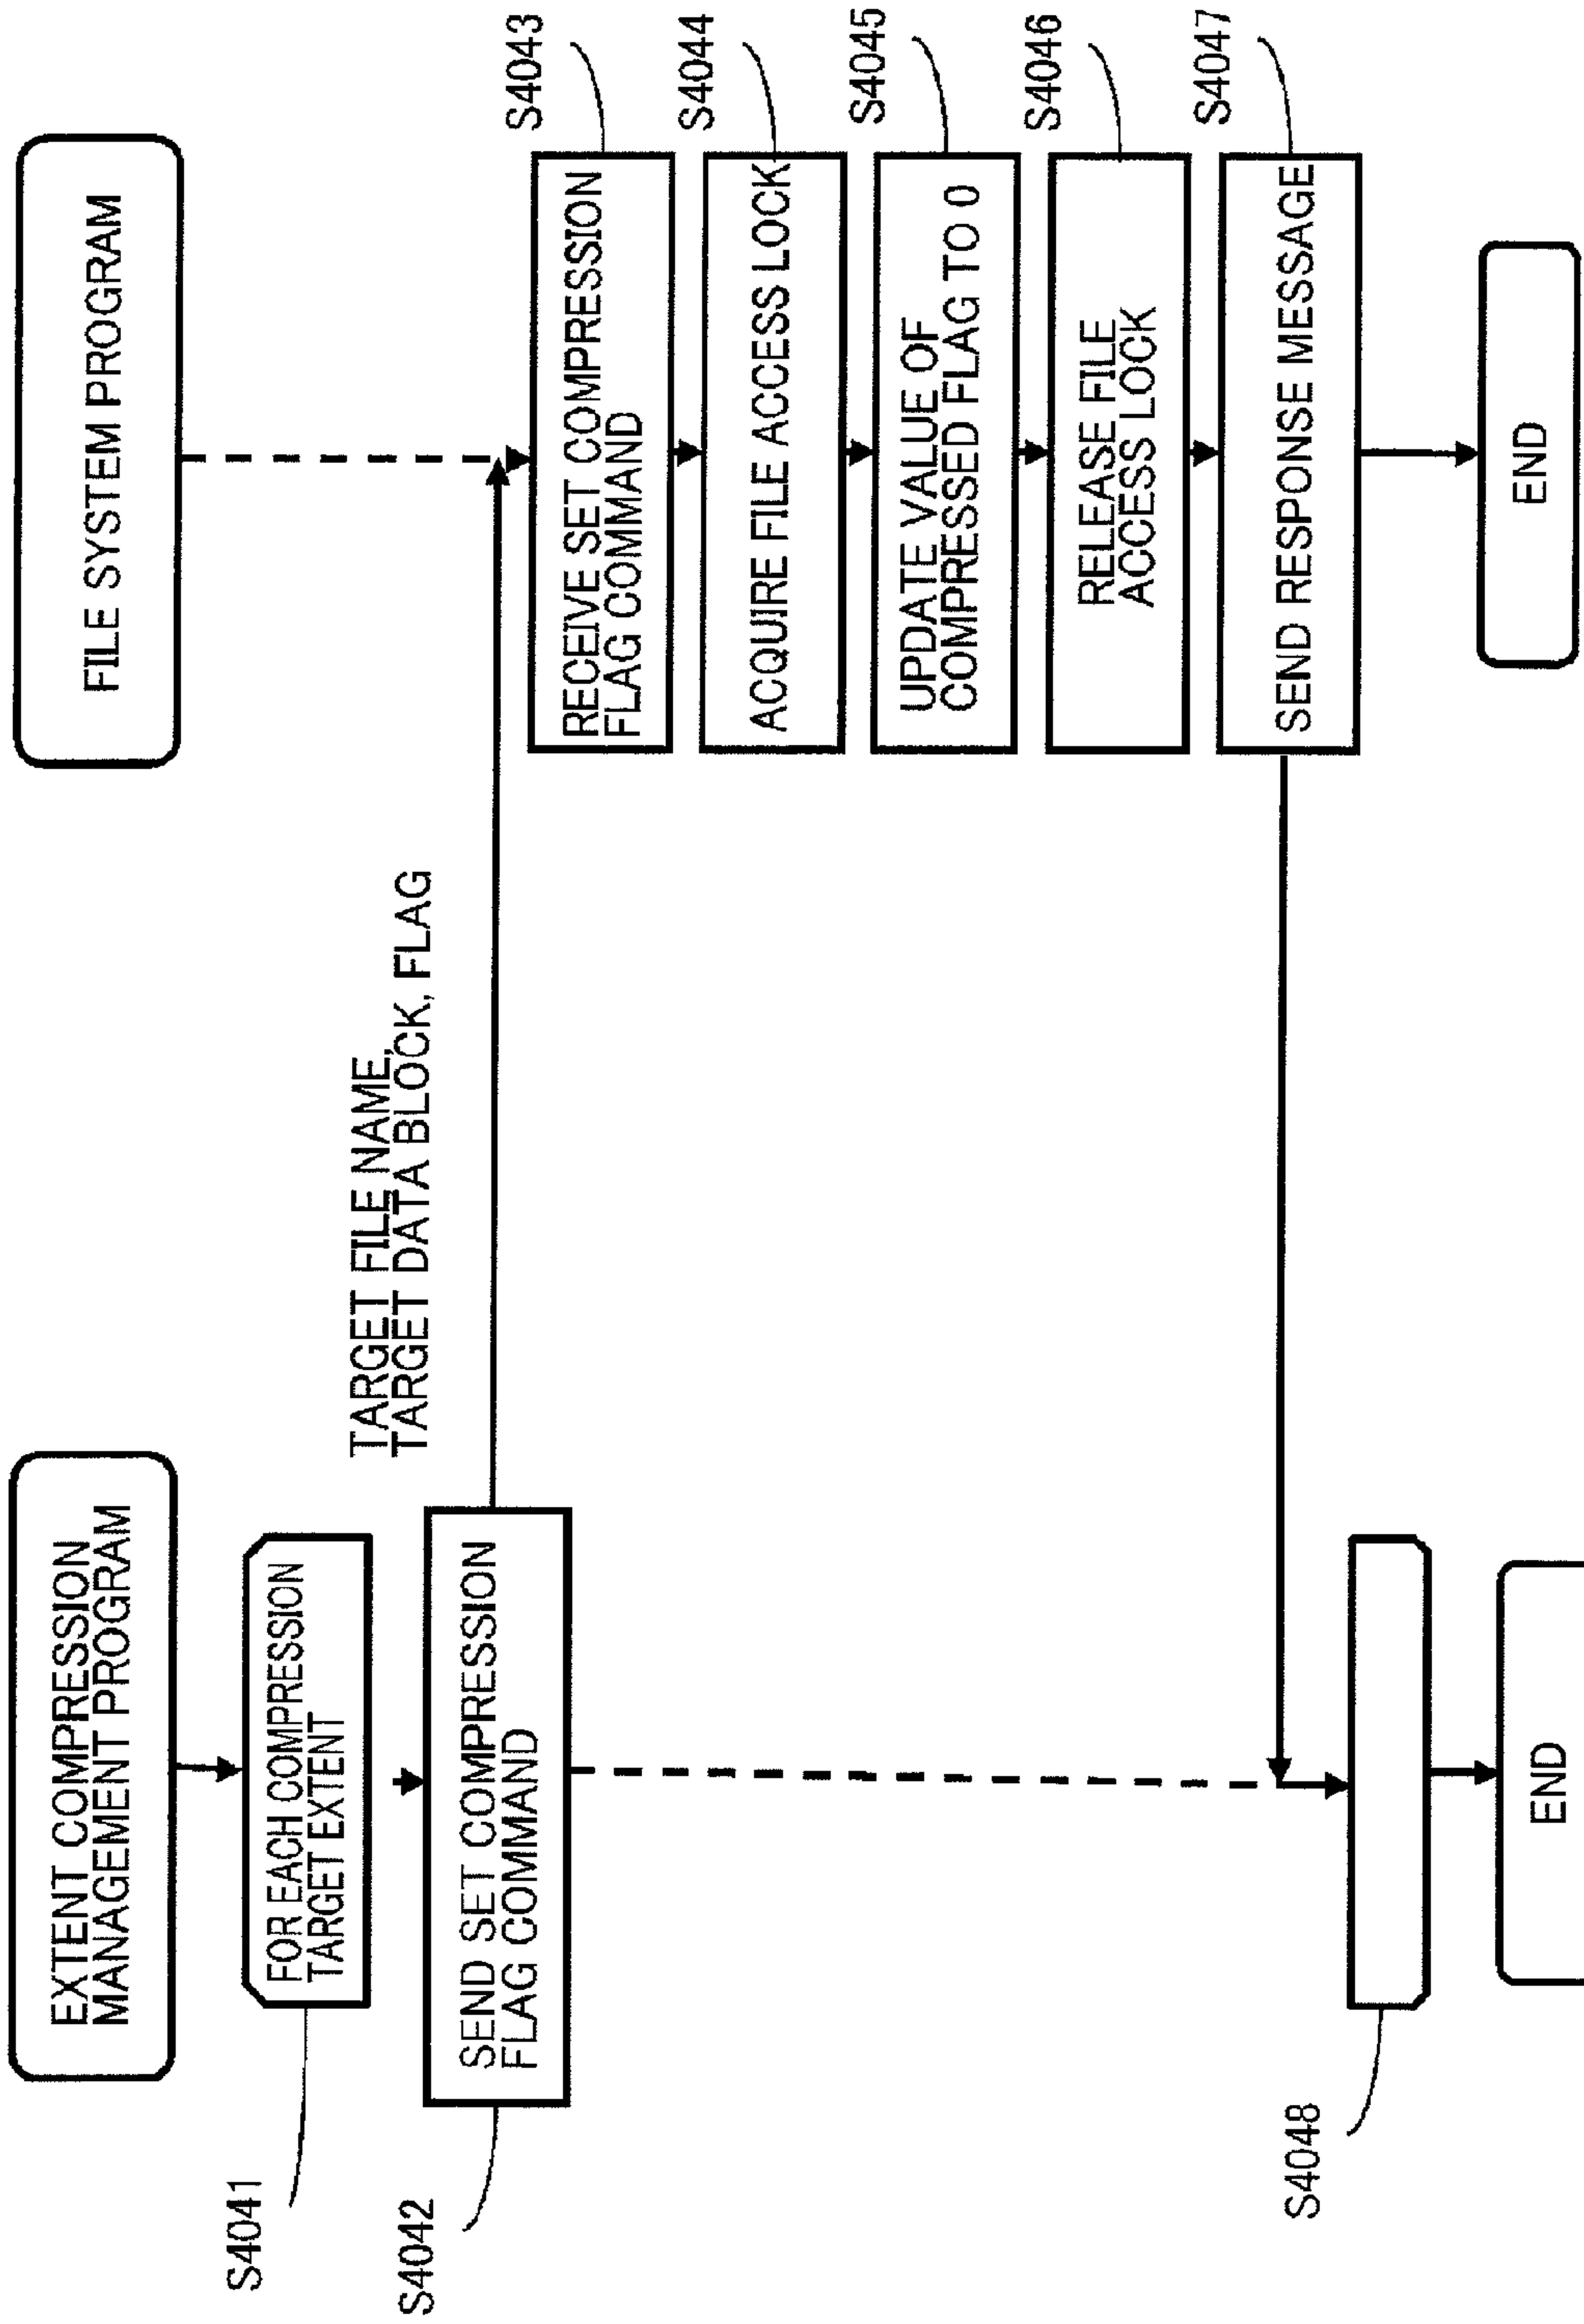 EXTENT COMPRESSION
MANAGEMENT PROGRAM
S4041
FOR EACH COMPRESSION
TARGET EXTENT
S4042
SEND SET COMPRESSION
FLAG COMMAND
TARGET FILE NAME,
TARGET DATA BLOCK, FLAG
S4048
END
FILE SYSTEM PROGRAM
RECEIVE SET COMPRESSION
FLAG COMMAND
S4043
ACQUIRE FILE ACCESS LOCK
S4044
UPDATE VALUE OF
COMPRESSED FLAG TO 0
S4045
RELEASE FILE
ACCESS LOCK
S4046
SEND RESPONSE MESSAGE
S4047
END